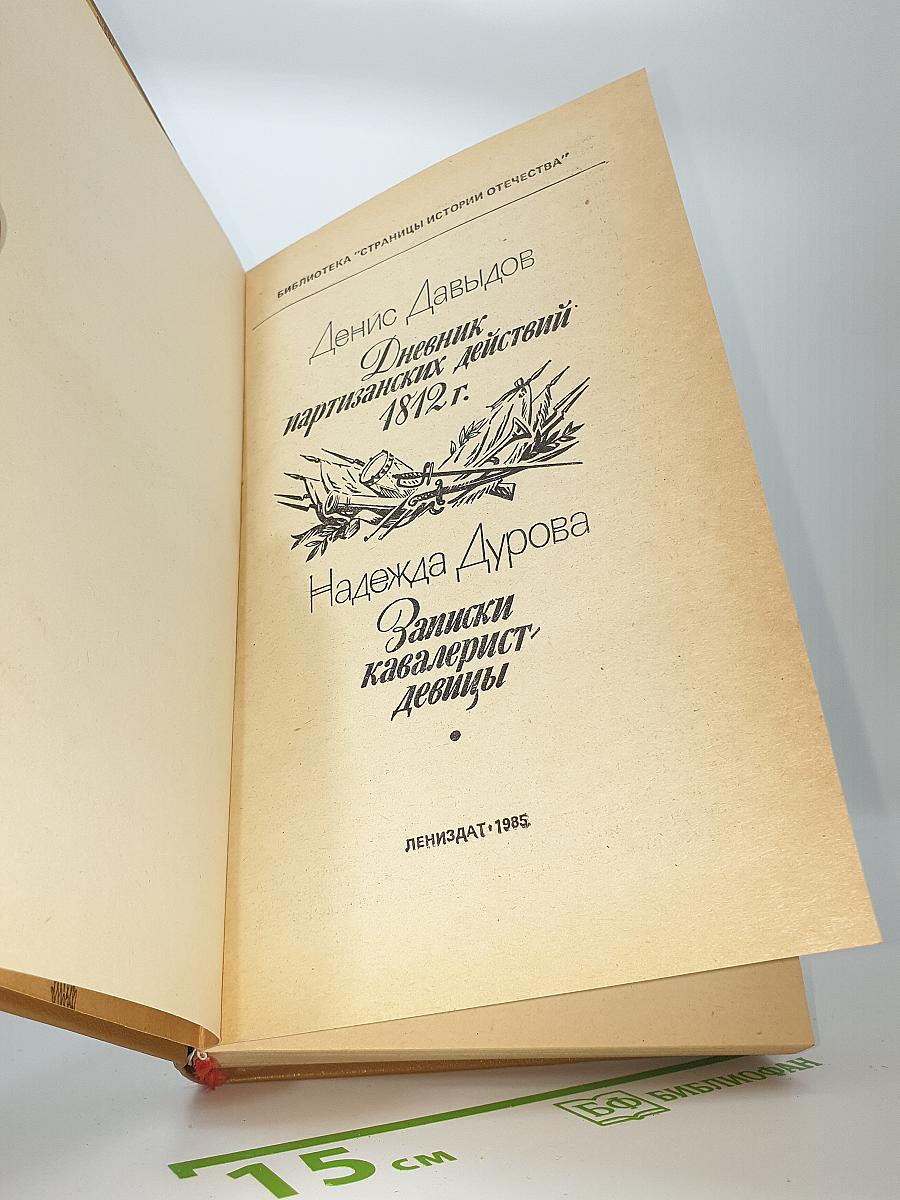 БИБЛИОТЕКА "СТРАНИЦЫ ИСТОРИИ ОТЕЧЕСТВА"
Денис Давыдов
Дневник
партизанских действий
1812 г.
Надежда Дурова
Записки
кавалерист-
девицы
ЛЕНИЗДАТ • 1985
БФ БИБЛИОФАН
15 см